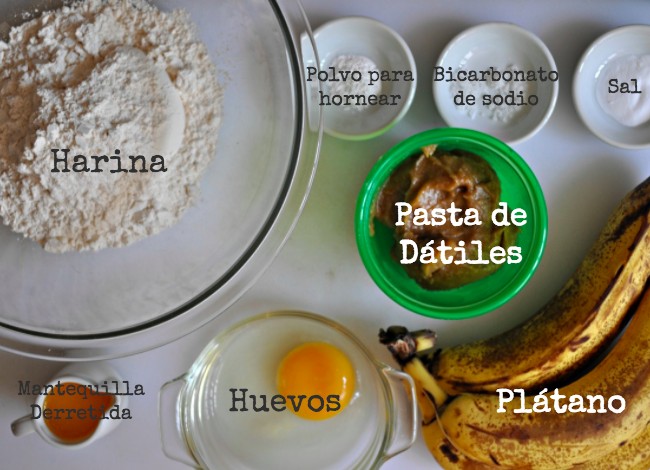 Polvo para
hornear
Bicarbonato
de sodio
Sal
Harina
Pasta de
Dátiles
Mantequilla
Derretida
Huevos
Plátano